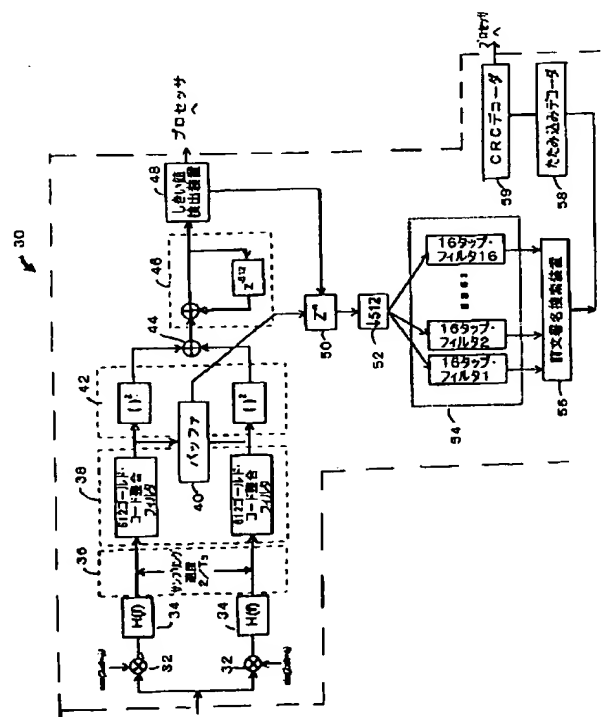 30
プロセッサ
へ
48
しきい処
検出装置
46
Z⁻⁵¹²
44
42
( )²
( )²
バッファ
40
38
512ゴールド・
コード整合
フィルタ
512ゴールド・
コード整合
フィルタ
36
サンプリング
速度
2/Ts
H(f)
34
H(f)
34
32
32
Zⁿ
50
↓512
52
16タップ・
フィルタ16
16タップ・
フィルタ2
16タップ・
フィルタ1
54
署名捜索装置
56
プロセッサ
へ
CRCデコーダ
59
たたみ込みデコーダ
58